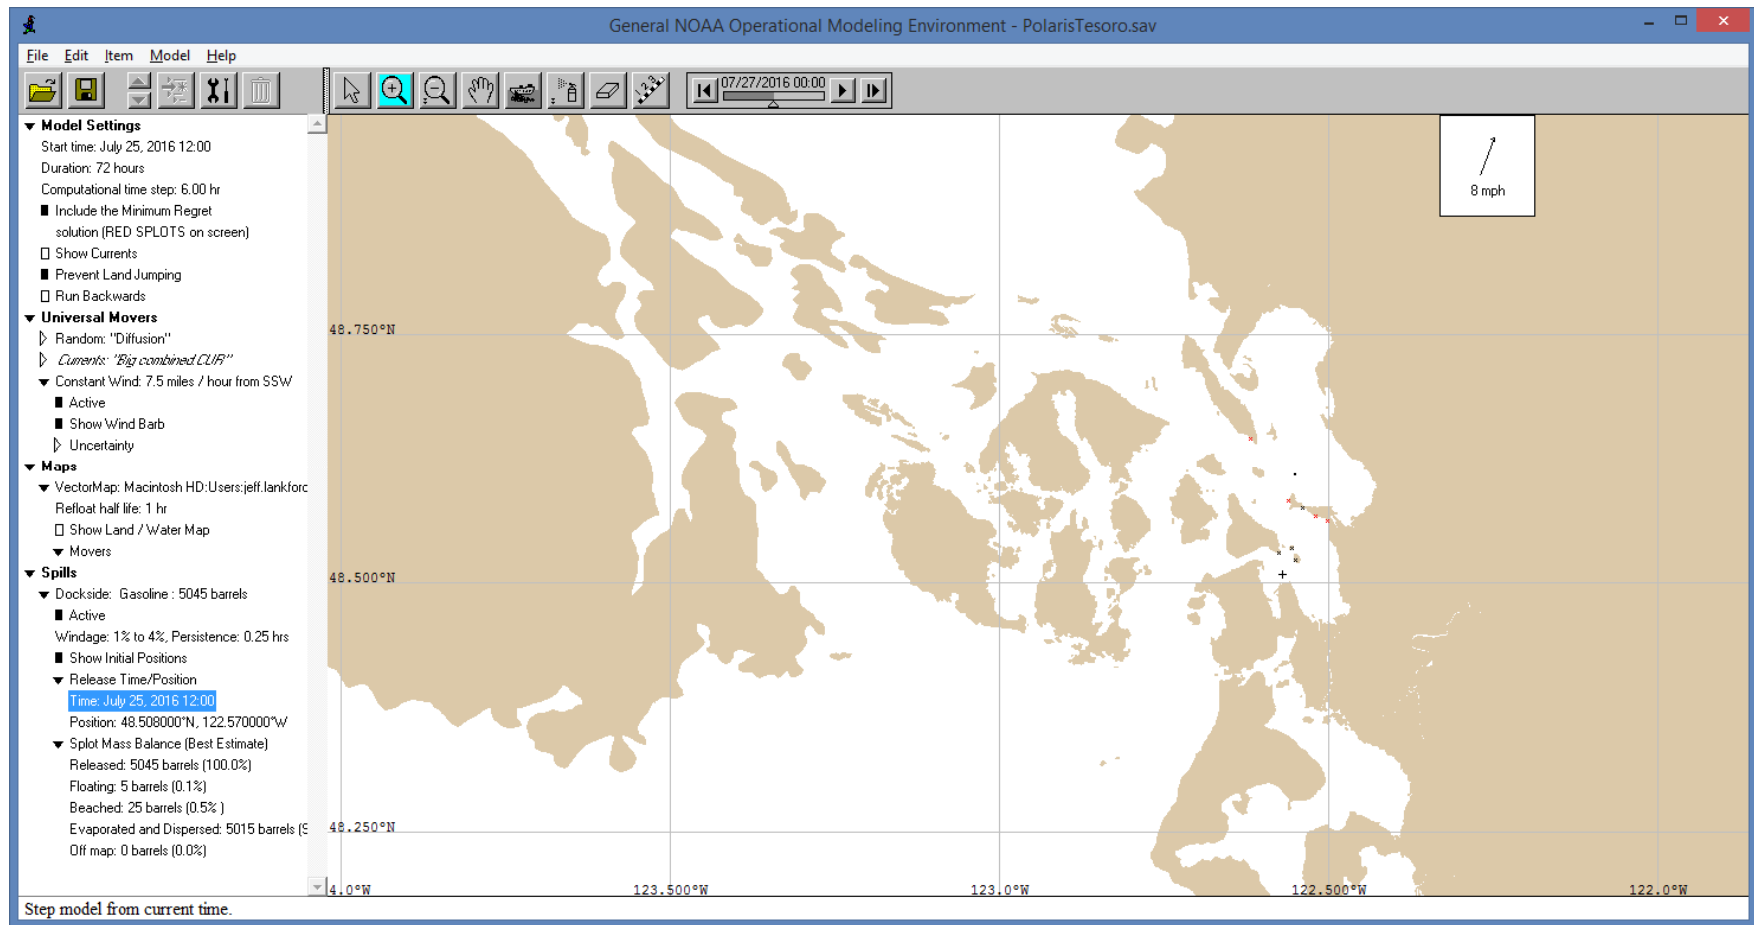 General NOAA Operational Modeling Environment - PolarisTesoro.sav
File Edit Item Model Help
07/27/2016 00:00
Model Settings
Start time: July 25, 2016 12:00
Duration: 72 hours
Computational time step: 6.00 hr
Include the Minimum Regret
solution (RED SPLOTS on screen)
Show Currents
Prevent Land Jumping
Run Backwards
Universal Movers
Random: "Diffusion"
Currents: "Big combined.CUR"
Constant Wind: 7.5 miles / hour from SSW
Active
Show Wind Barb
Uncertainty
Maps
VectorMap: Macintosh HD:Users:jeff.lankforc
Refloat half life: 1 hr
Show Land / Water Map
Movers
Spills
Dockside: Gasoline : 5045 barrels
Active
Windage: 1% to 4%, Persistence: 0.25 hrs
Show Initial Positions
Release Time/Position
Time: July 25, 2016 12:00
Position: 48.508000°N, 122.570000°W
Splot Mass Balance (Best Estimate)
Released: 5045 barrels (100.0%)
Floating: 5 barrels (0.1%)
Beached: 25 barrels (0.5% )
Evaporated and Dispersed: 5015 barrels (9
Off map: 0 barrels (0.0%)
8 mph
48.750°N
48.500°N
48.250°N
4.0°W 123.500°W 123.0°W 122.500°W 122.0°W
Step model from current time.